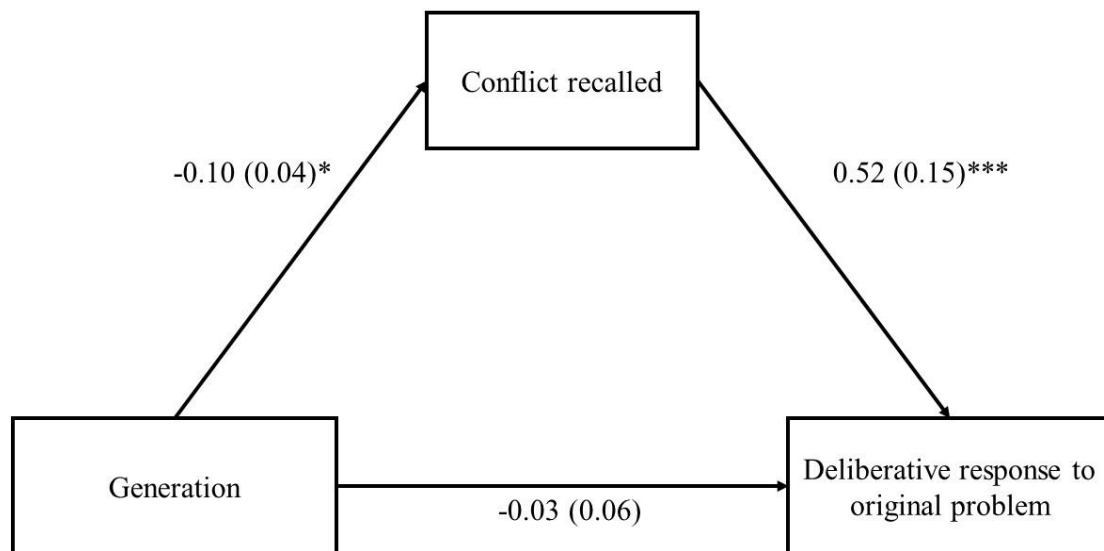 Conflict recalled
-0.10 (0.04)*
0.52 (0.15)***
Generation
-0.03 (0.06)
Deliberative response to
original problem